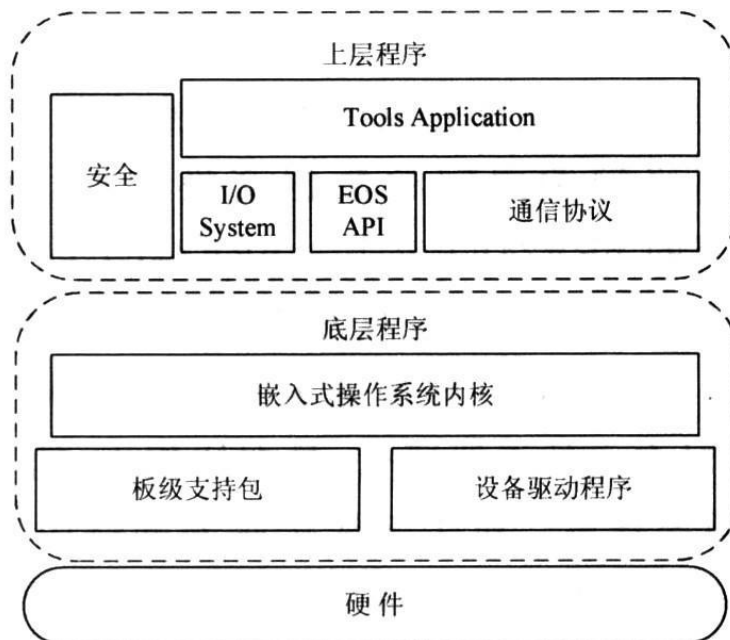 上层程序
Tools Application
安全
I/O
System
EOS
API
通信协议
底层程序
嵌入式操作系统内核
板级支持包
设备驱动程序
硬 件